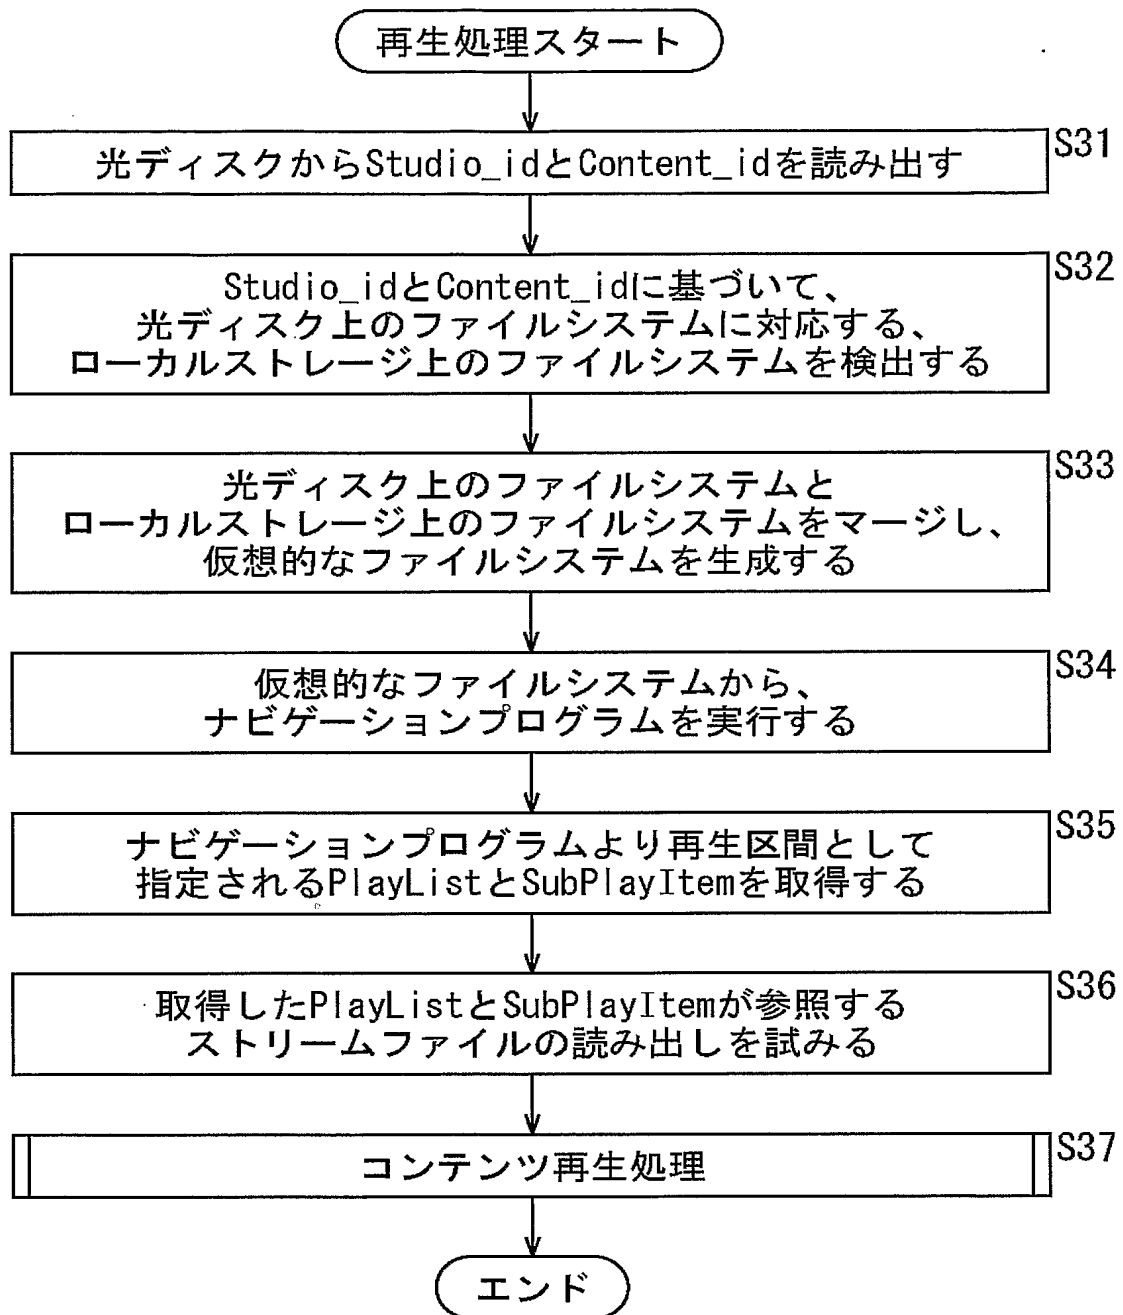 再生処理スタート
光ディスクからStudio_idとContent_idを読み出す
S31
Studio_idとContent_idに基づいて、
光ディスク上のファイルシステムに対応する、
ローカルストレージ上のファイルシステムを検出する
S32
光ディスク上のファイルシステムと
ローカルストレージ上のファイルシステムをマージし、
仮想的なファイルシステムを生成する
S33
仮想的なファイルシステムから、
ナビゲーションプログラムを実行する
S34
ナビゲーションプログラムより再生区間として
指定されるPlayListとSubPlayItemを取得する
S35
取得したPlayListとSubPlayItemが参照する
ストリームファイルの読み出しを試みる
S36
コンテンツ再生処理
S37
エンド